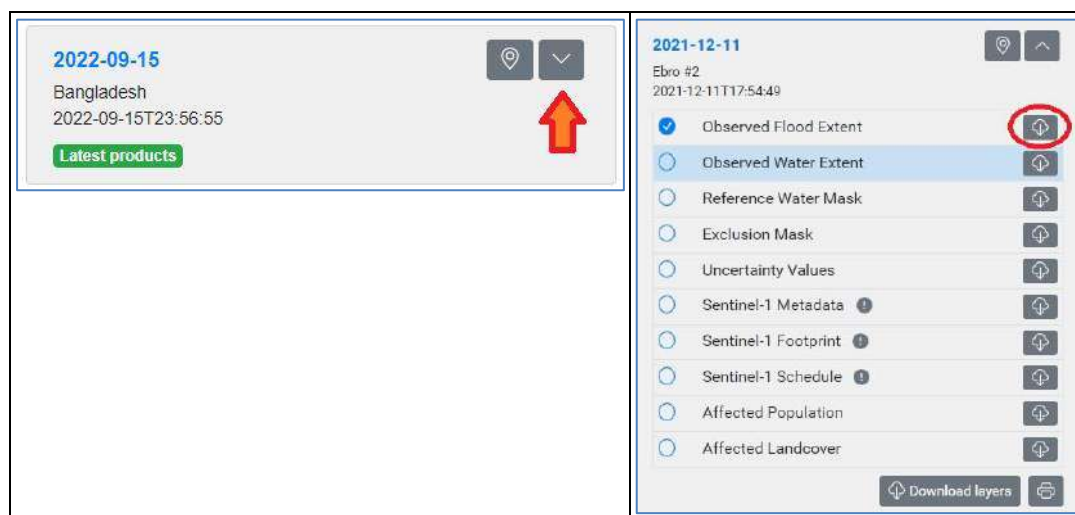 2022-09-15
Bangladesh
2022-09-15T23:56:55
Latest products
2021-12-11
Ebro #2
2021-12-11T17:54:49
Observed Flood Extent
Observed Water Extent
Reference Water Mask
Exclusion Mask
Uncertainty Values
Sentinel-1 Metadata
Sentinel-1 Footprint
Sentinel-1 Schedule
Affected Population
Affected Landcover
Download layers